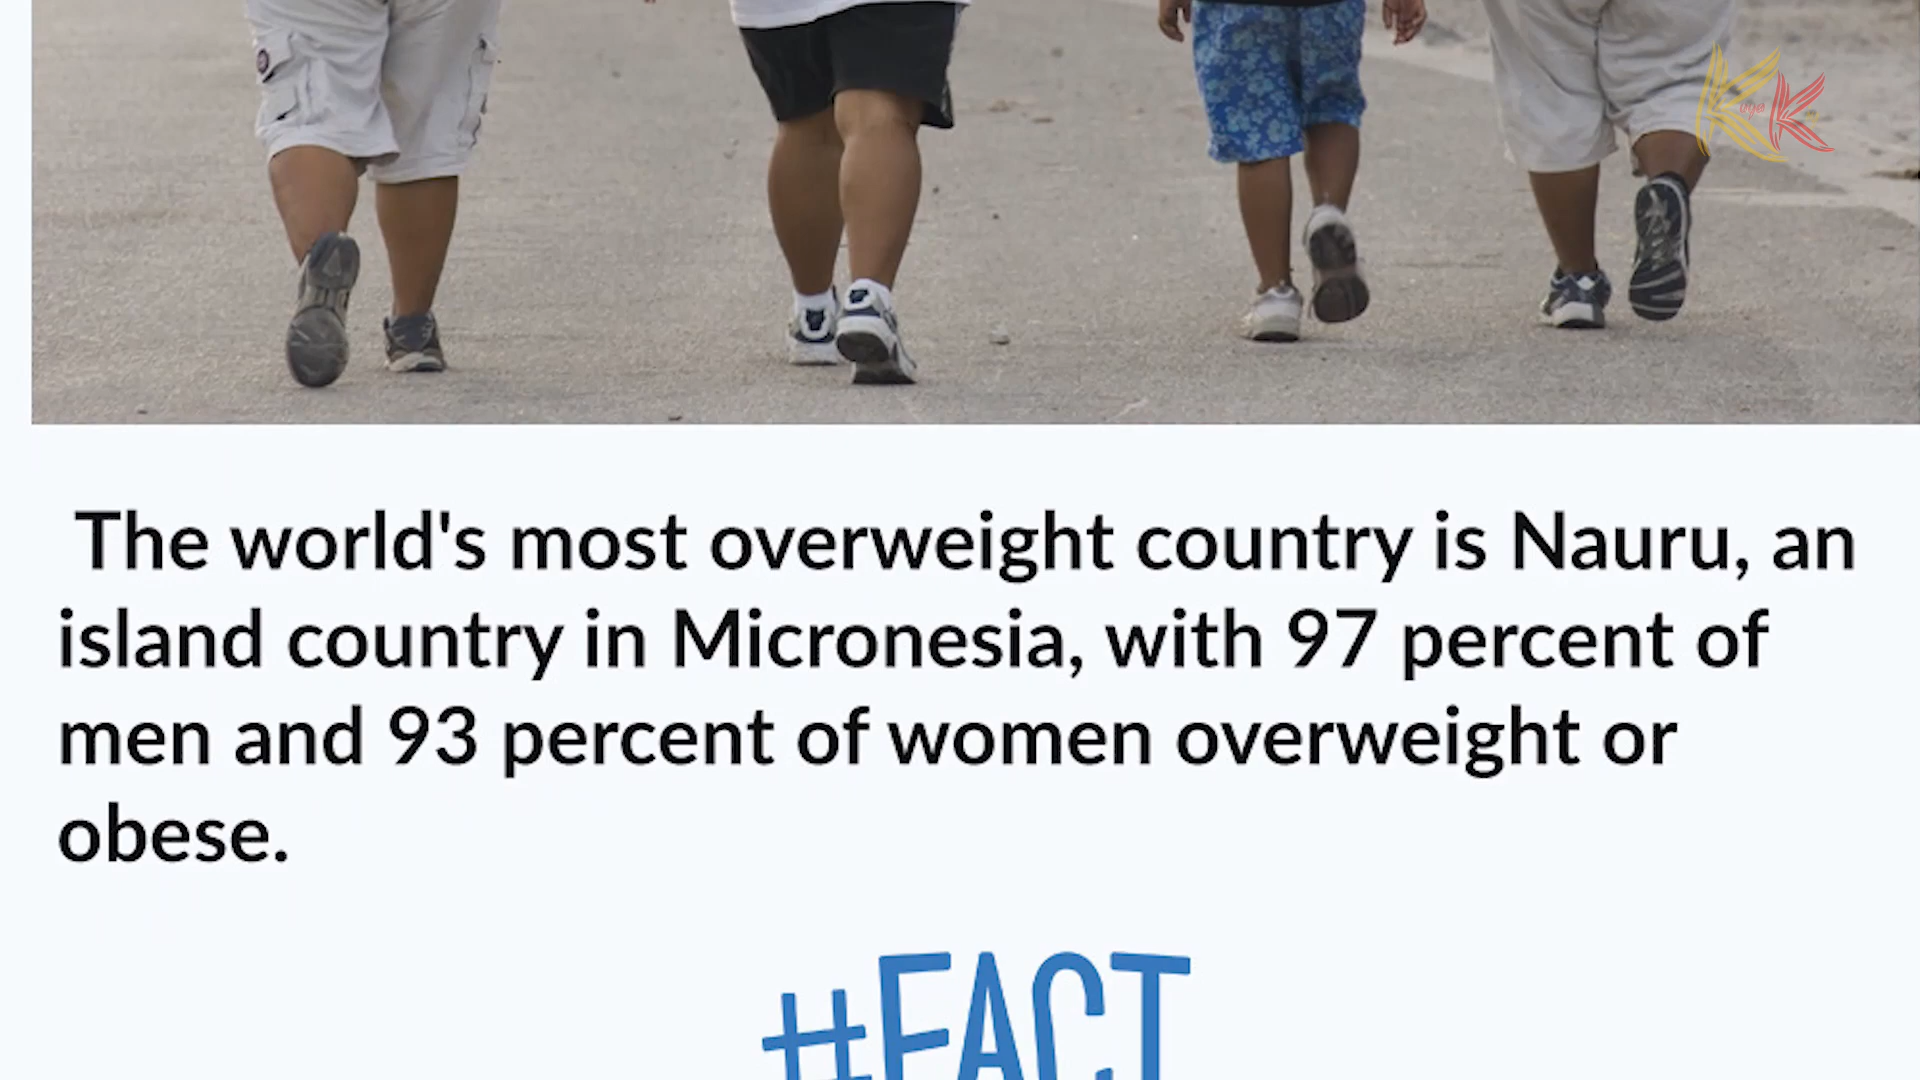 The world's most overweight country is Nauru, an
island country in Micronesia, with 97 percent of
men and 93 percent of women overweight or
obese.
#FACT